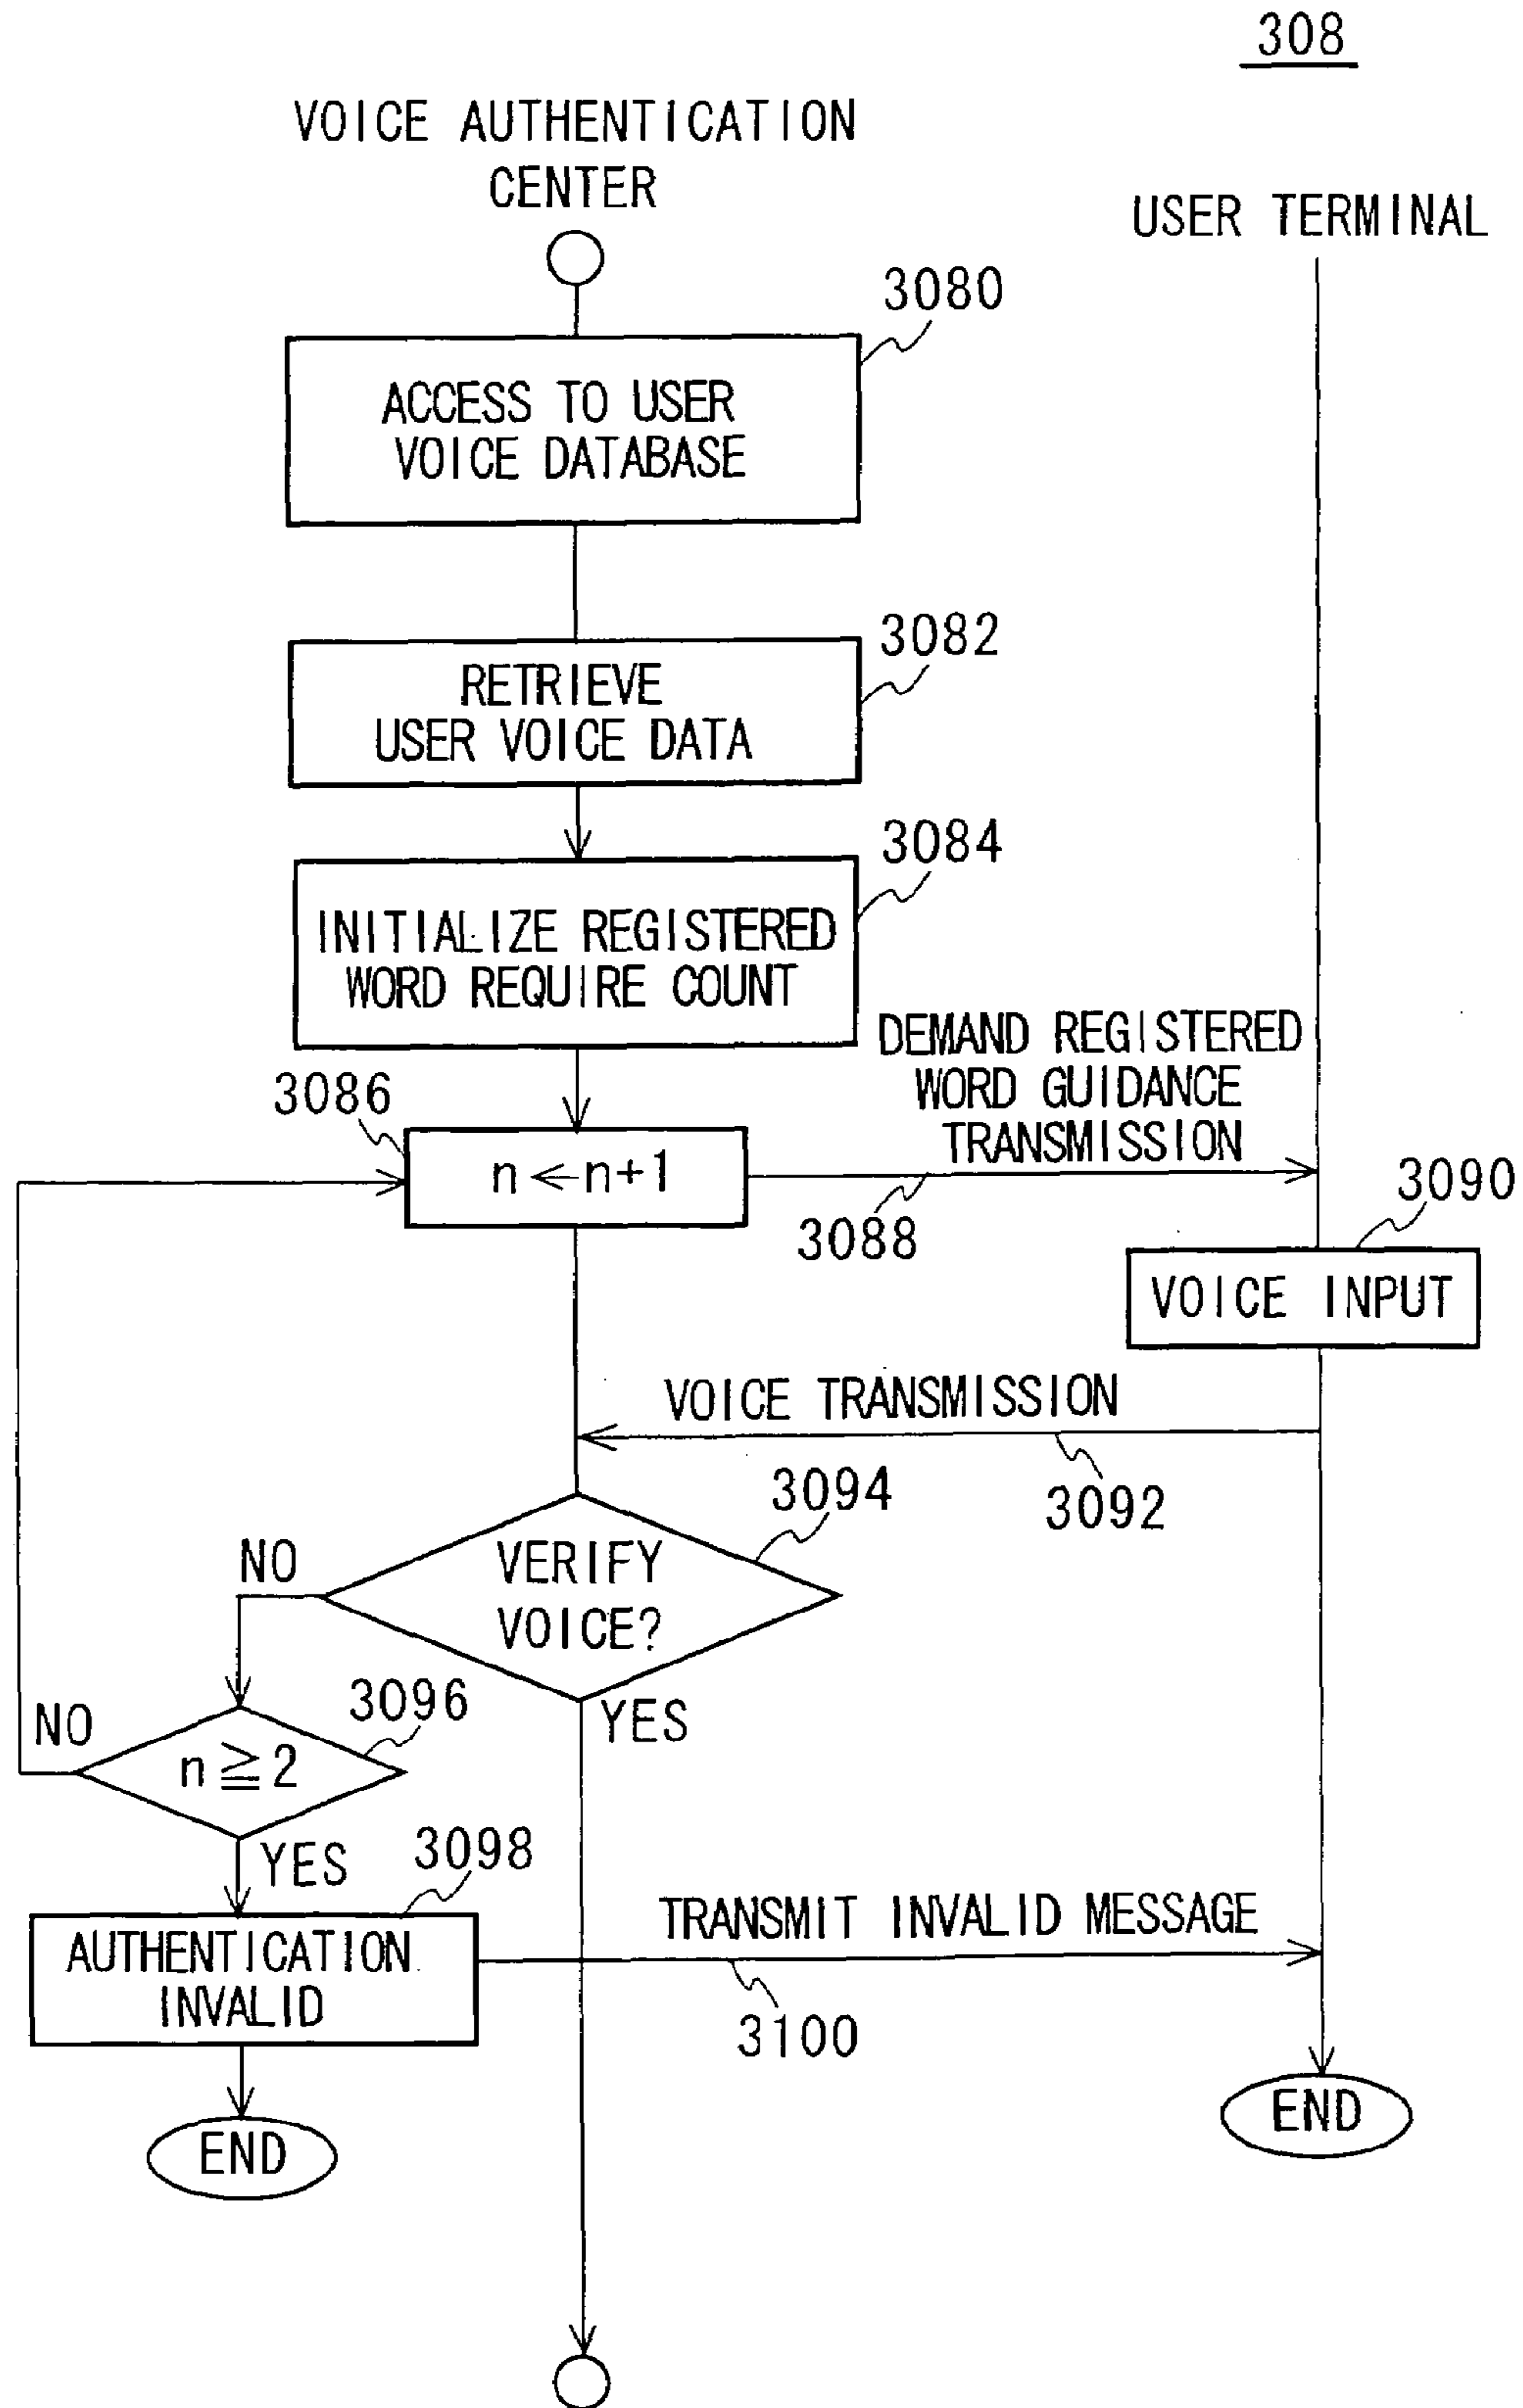 308
VOICE AUTHENTICATION
CENTER
USER TERMINAL
3080
ACCESS TO USER
VOICE DATABASE
3082
RETRIEVE
USER VOICE DATA
3084
INITIALIZE REGISTERED
WORD REQUIRE COUNT
DEMAND REGISTERED
WORD GUIDANCE
TRANSMISSION
3086
n ← n+1
3088
3090
VOICE INPUT
VOICE TRANSMISSION
3092
3094
VERIFY
VOICE?
NO
YES
3096
NO
n ≧ 2
YES
3098
AUTHENTICATION
INVALID
TRANSMIT INVALID MESSAGE
3100
END
END